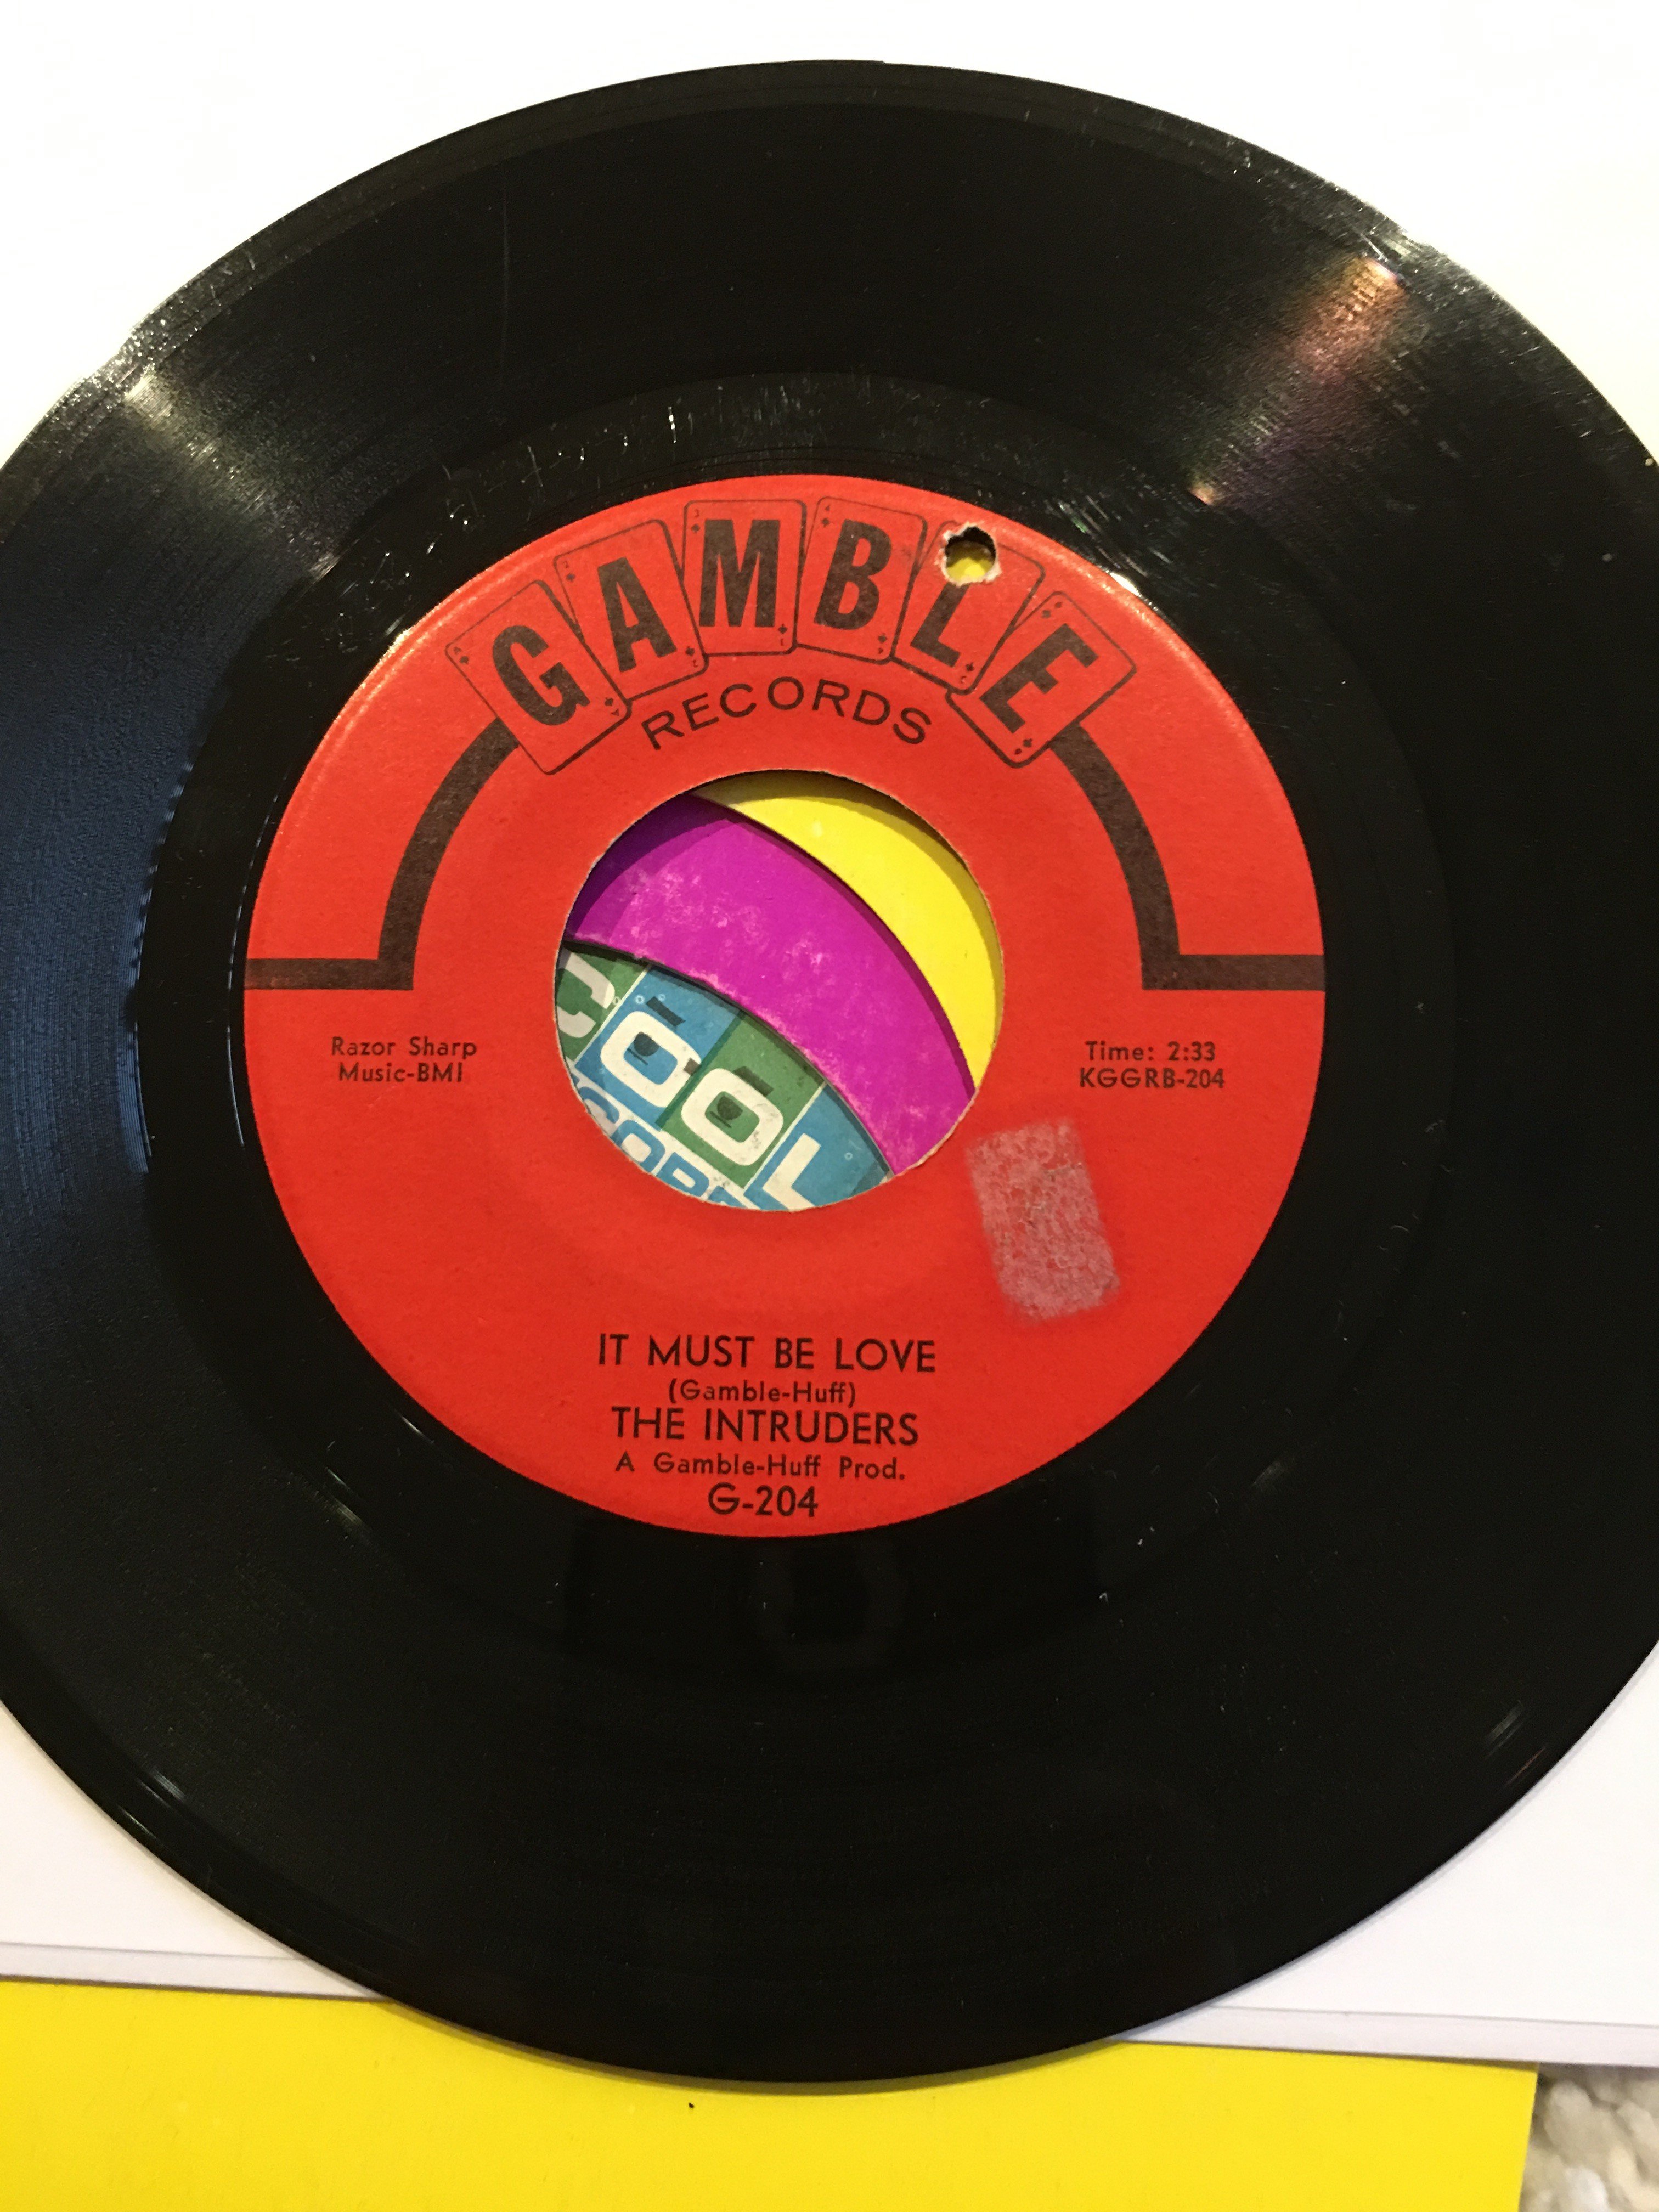 GAMBLE
RECORDS
Razor Sharp
Music-BMI
Time: 2:33
KGGRB-204
COOL
IT MUST BE LOVE
(Gamble-Huff)
THE INTRUDERS
A Gamble-Huff Prod.
G-204